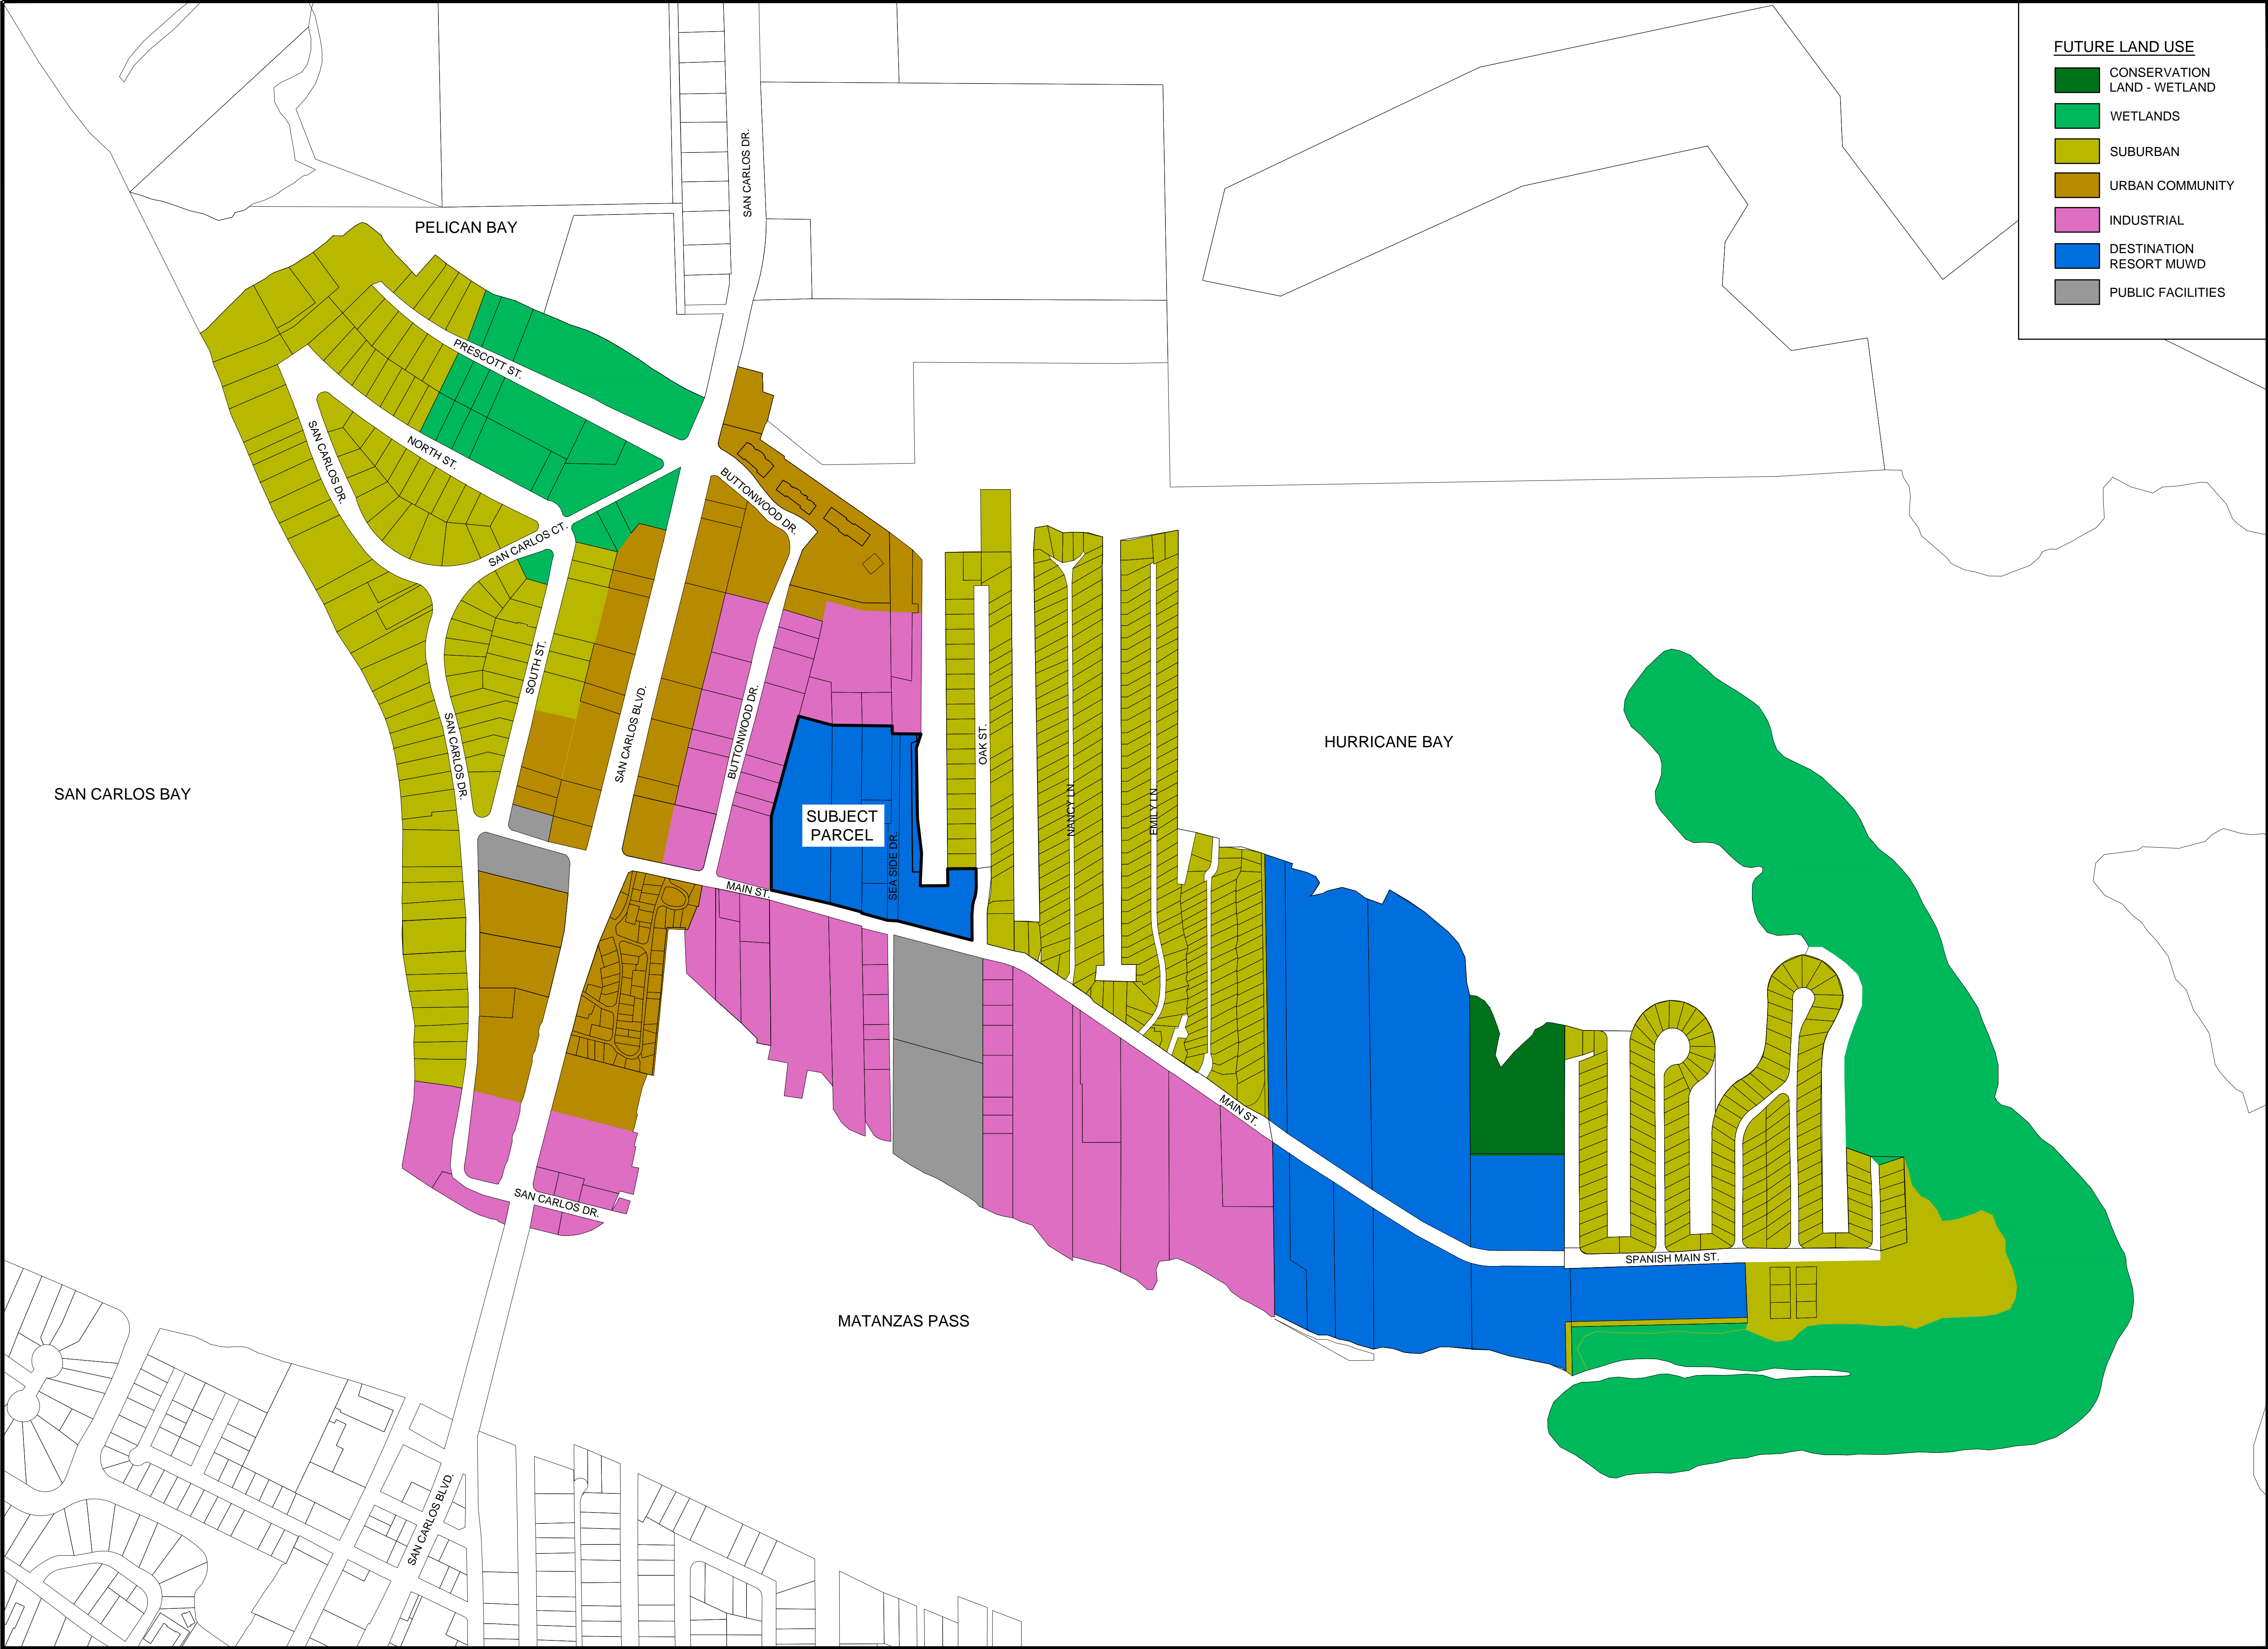 FUTURE LAND USE
CONSERVATION
LAND - WETLAND
WETLANDS
SUBURBAN
URBAN COMMUNITY
INDUSTRIAL
DESTINATION
RESORT MUWD
PUBLIC FACILITIES
SAN CARLOS DR.
PELICAN BAY
PRESCOTT ST.
NORTH ST.
SAN CARLOS DR.
BUTTONWOOD DR.
SAN CARLOS CT.
SOUTH ST.
SAN CARLOS BLVD.
BUTTONWOOD DR.
SAN CARLOS DR.
OAK ST.
NANCY LN.
EMILY LN.
HURRICANE BAY
SAN CARLOS BAY
SUBJECT
PARCEL
SEA SIDE DR.
MAIN ST.
MAIN ST.
SAN CARLOS DR.
SPANISH MAIN ST.
MATANZAS PASS
SAN CARLOS BLVD.